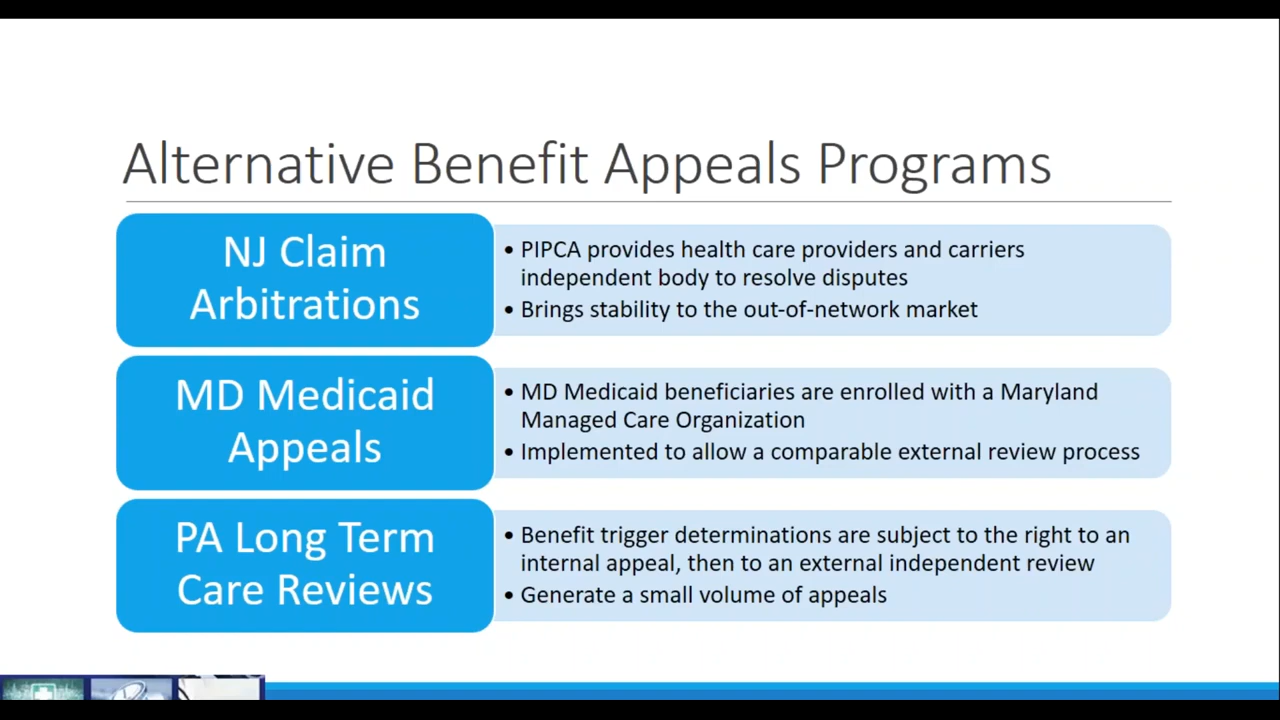 Alternative Benefit Appeals Programs
NJ Claim
Arbitrations
• PIPCA provides health care providers and carriers
independent body to resolve disputes
• Brings stability to the out-of-network market
MD Medicaid
Appeals
• MD Medicaid beneficiaries are enrolled with a Maryland
Managed Care Organization
• Implemented to allow a comparable external review process
PA Long Term
Care Reviews
• Benefit trigger determinations are subject to the right to an
internal appeal, then to an external independent review
• Generate a small volume of appeals